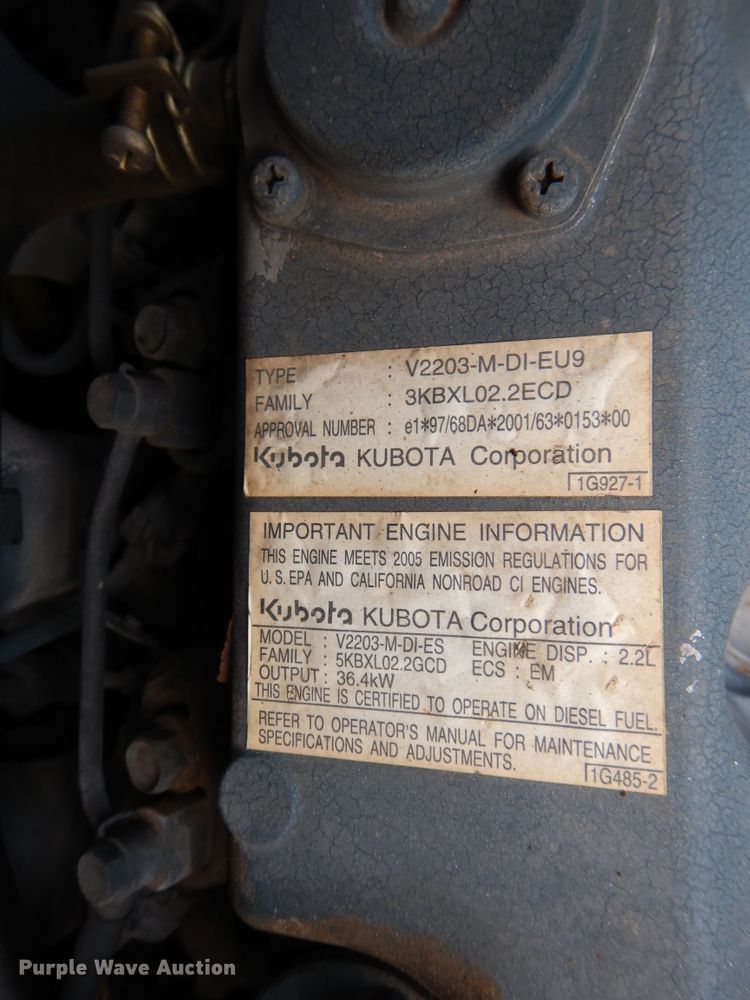 TYPE : V2203-M-DI-EU9
FAMILY : 3KBXL02.2ECD
APPROVAL NUMBER : e1*97/68DA*2001/63*0153*00
Kubota KUBOTA Corporation
1G927-1
IMPORTANT ENGINE INFORMATION
THIS ENGINE MEETS 2005 EMISSION REGULATIONS FOR
U.S. EPA AND CALIFORNIA NONROAD CI ENGINES.
Kubota KUBOTA Corporation
MODEL : V2203-M-DI-ES ENGINE DISP. : 2.2L
FAMILY : 5KBXL02.2GCD ECS : EM
OUTPUT : 36.4kW
THIS ENGINE IS CERTIFIED TO OPERATE ON DIESEL FUEL.
REFER TO OPERATOR'S MANUAL FOR MAINTENANCE
SPECIFICATIONS AND ADJUSTMENTS.
1G485-2
Purple Wave Auction